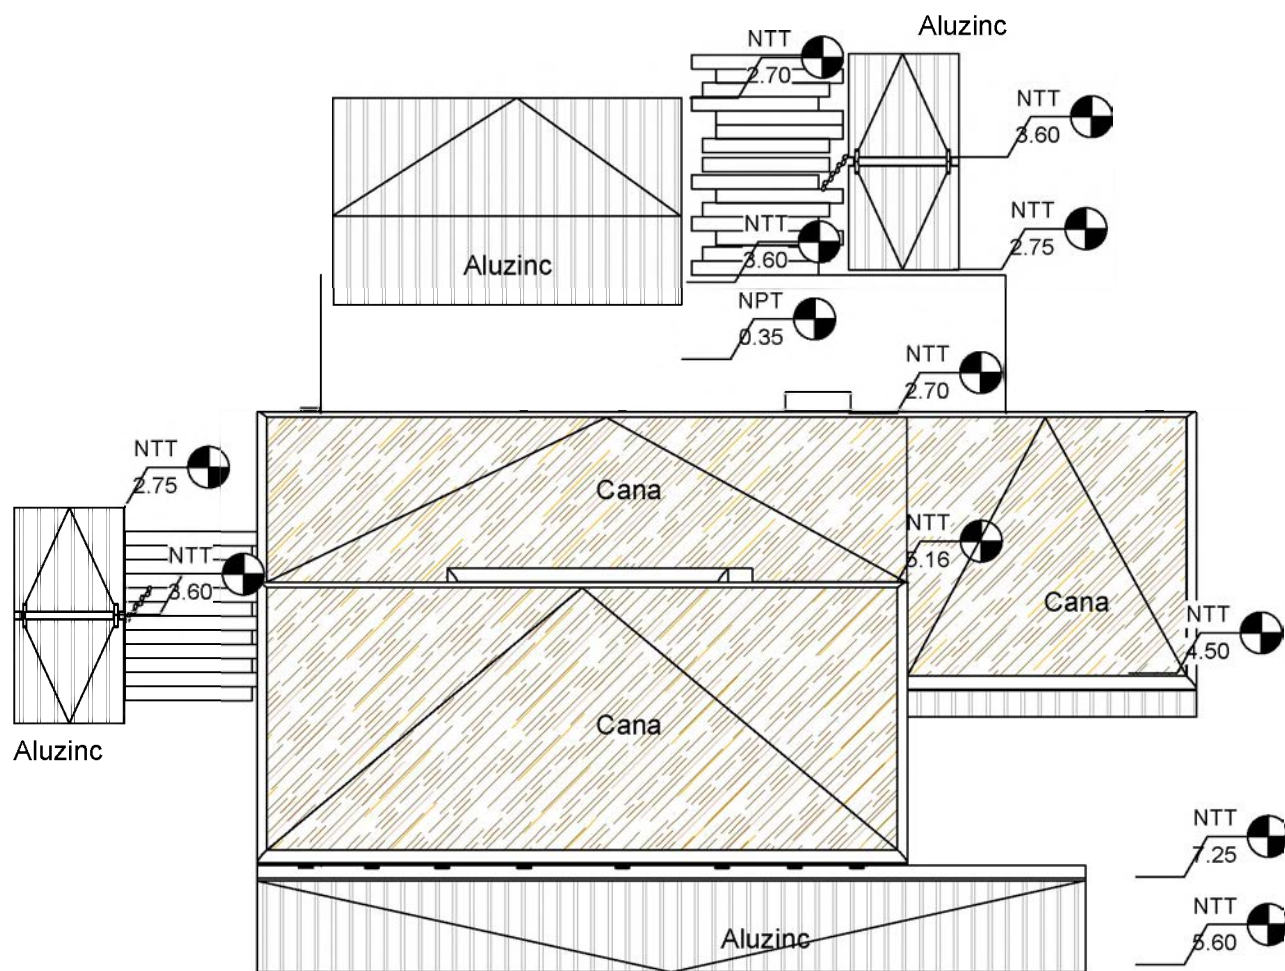 Aluzinc
NTT
2.70
NTT
3.60
NTT
2.75
NTT
3.60
Aluzinc
NPT
0.35
NTT
2.70
NTT
2.75
Cana
NTT
5.16
NTT
3.60
Cana
NTT
4.50
Cana
Aluzinc
NTT
7.25
NTT
5.60
Aluzinc